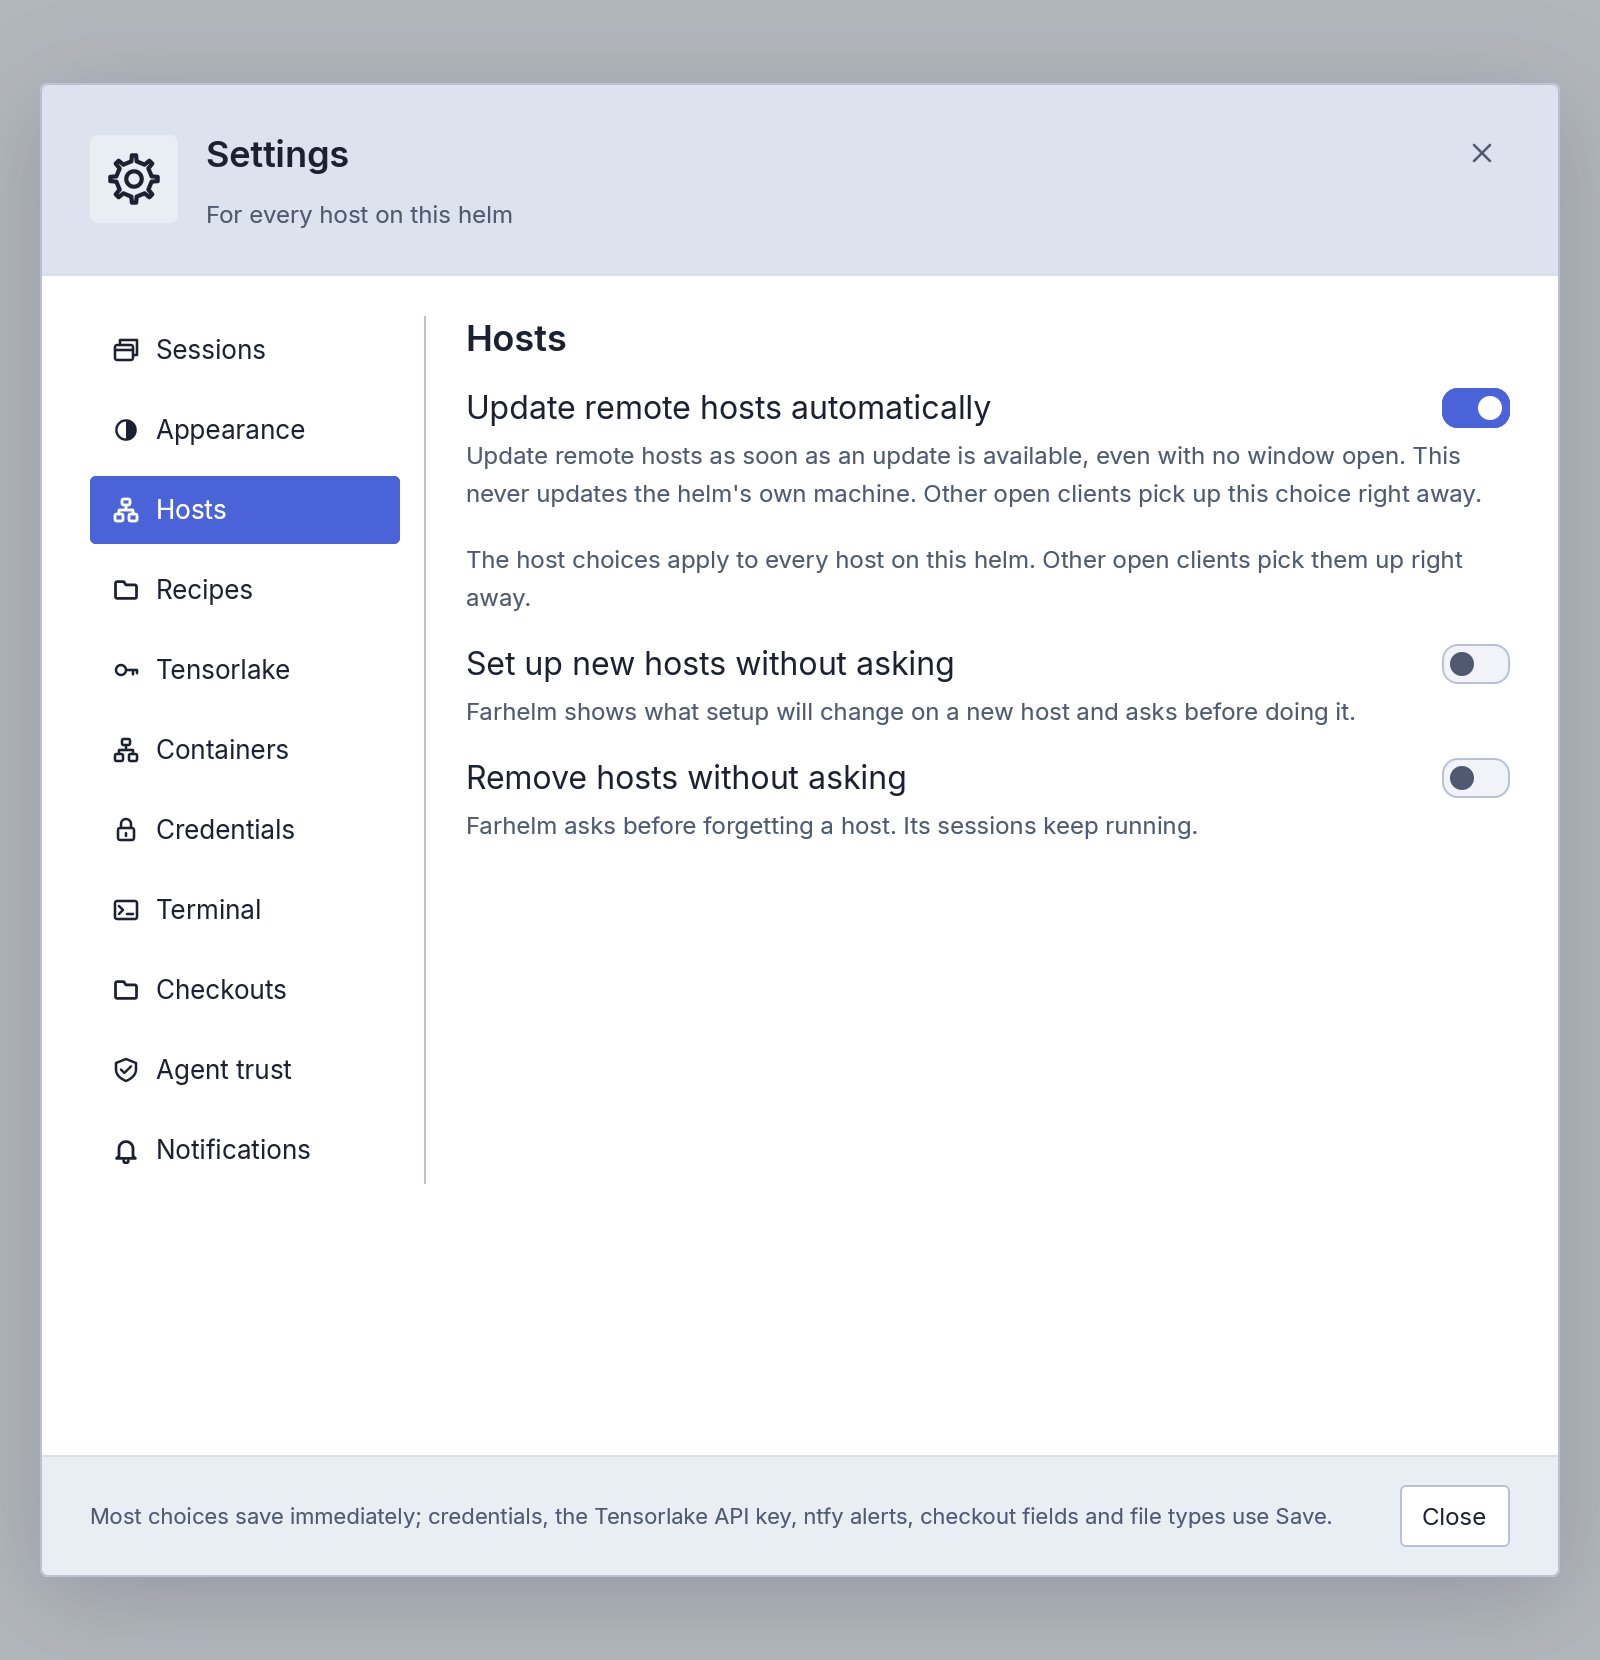 Settings
For every host on this helm
Sessions
Appearance
Hosts
Recipes
Tensorlake
Containers
Credentials
Terminal
Checkouts
Agent trust
Notifications
Hosts
Update remote hosts automatically
Update remote hosts as soon as an update is available, even with no window open. This
never updates the helm's own machine. Other open clients pick up this choice right away.
The host choices apply to every host on this helm. Other open clients pick them up right
away.
Set up new hosts without asking
Farhelm shows what setup will change on a new host and asks before doing it.
Remove hosts without asking
Farhelm asks before forgetting a host. Its sessions keep running.
Most choices save immediately; credentials, the Tensorlake API key, ntfy alerts, checkout fields and file types use Save.
Close